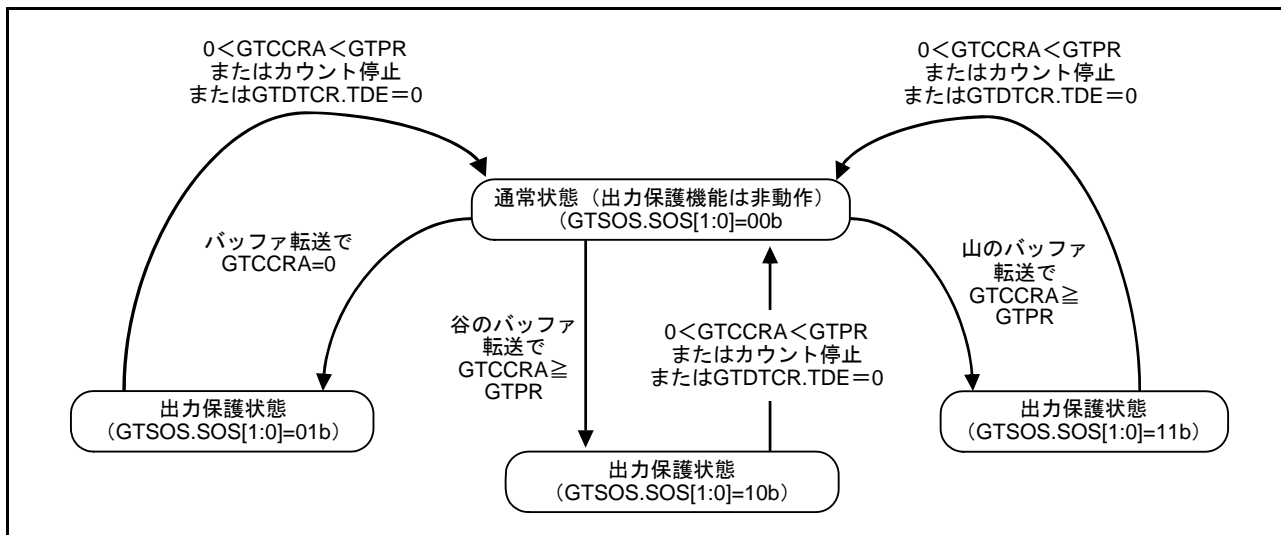 0<GTCCRA<GTPR
またはカウント停止
またはGTDTCR.TDE=0
0<GTCCRA<GTPR
またはカウント停止
またはGTDTCR.TDE=0
通常状態(出力保護機能は非動作)
(GTSOS.SOS[1:0]=00b
バッファ転送で
GTCCRA=0
谷のバッファ
転送で
GTCCRA≧
GTPR
0<GTCCRA<GTPR
またはカウント停止
またはGTDTCR.TDE=0
山のバッファ
転送で
GTCCRA≧
GTPR
出力保護状態
(GTSOS.SOS[1:0]=01b)
出力保護状態
(GTSOS.SOS[1:0]=10b)
出力保護状態
(GTSOS.SOS[1:0]=11b)